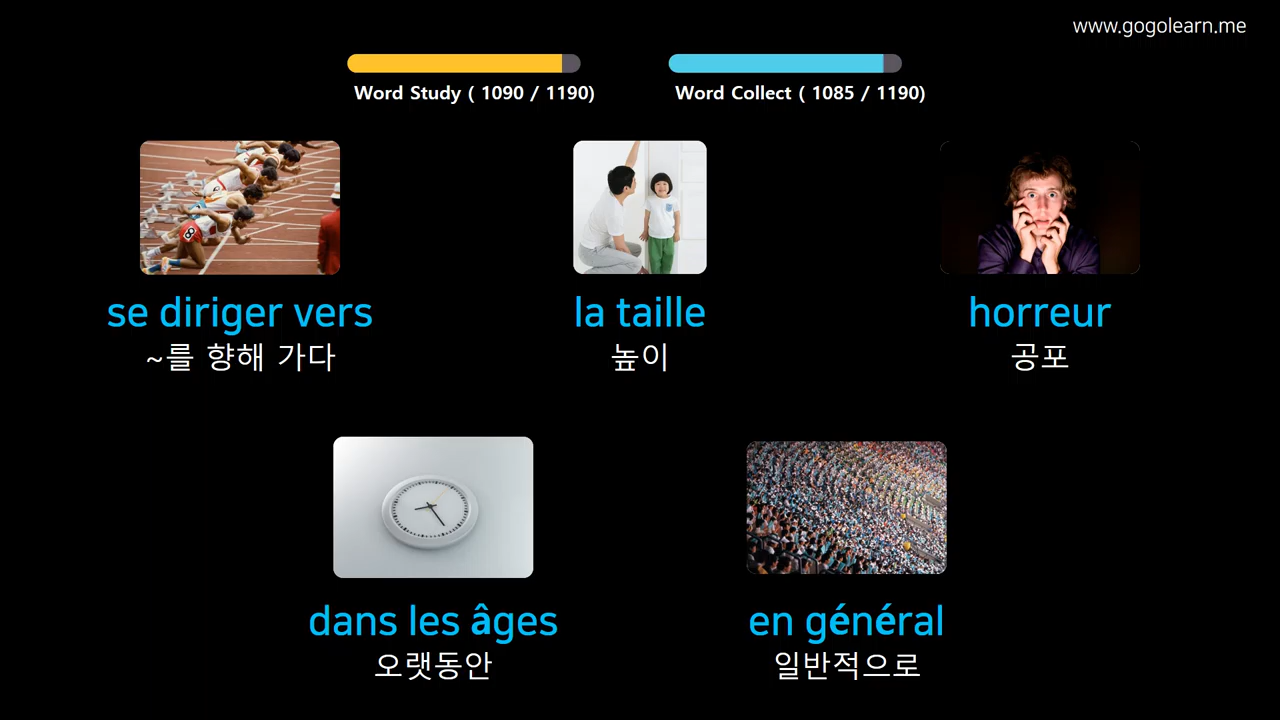 www.gogolearn.me
Word Study ( 1090 / 1190)
Word Collect ( 1085 / 1190)
8
se diriger vers
~를 향해 가다
la taille
높이
horreur
공포
dans les âges
오랫동안
en général
일반적으로